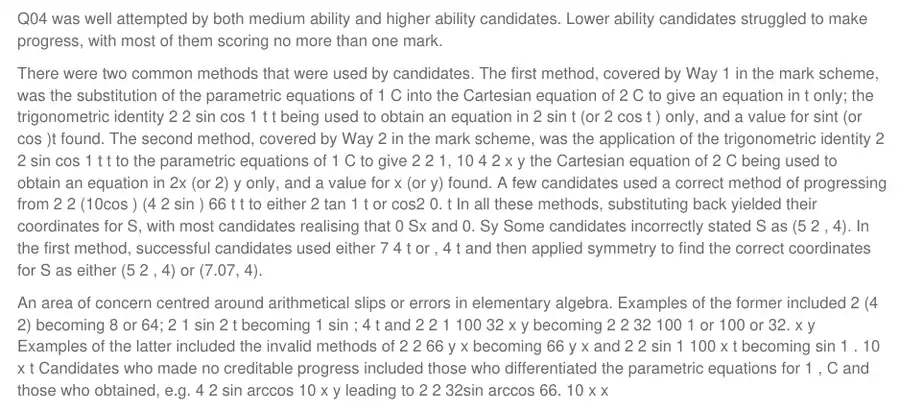 Q04 was well attempted by both medium ability and higher ability candidates. Lower ability candidates struggled to make
progress, with most of them scoring no more than one mark.
There were two common methods that were used by candidates. The first method, covered by Way 1 in the mark scheme,
was the substitution of the parametric equations of 1 C into the Cartesian equation of 2 C to give an equation in t only; the
trigonometric identity 2 2 sin cos 1 t t being used to obtain an equation in 2 sin t (or 2 cos t ) only, and a value for sint (or
cos )t found. The second method, covered by Way 2 in the mark scheme, was the application of the trigonometric identity 2
2 sin cos 1 t t to the parametric equations of 1 C to give 2 2 1, 10 4 2 x y the Cartesian equation of 2 C being used to
obtain an equation in 2x (or 2) y only, and a value for x (or y) found. A few candidates used a correct method of progressing
from 2 2 (10cos ) (4 2 sin ) 66 t t to either 2 tan 1 t or cos2 0. t In all these methods, substituting back yielded their
coordinates for S, with most candidates realising that 0 Sx and 0. Sy Some candidates incorrectly stated S as (5 2 , 4). In
the first method, successful candidates used either 7 4 t or , 4 t and then applied symmetry to find the correct coordinates
for S as either (5 2 , 4) or (7.07, 4).
An area of concern centred around arithmetical slips or errors in elementary algebra. Examples of the former included 2 (4
2) becoming 8 or 64; 2 1 sin 2 t becoming 1 sin ; 4 t and 2 2 1 100 32 x y becoming 2 2 32 100 1 or 100 or 32. x y
Examples of the latter included the invalid methods of 2 2 66 y x becoming 66 y x and 2 2 sin 1 100 x t becoming sin 1 . 10
x t Candidates who made no creditable progress included those who differentiated the parametric equations for 1 , C and
those who obtained, e.g. 4 2 sin arccos 10 x y leading to 2 2 32sin arccos 66. 10 x x